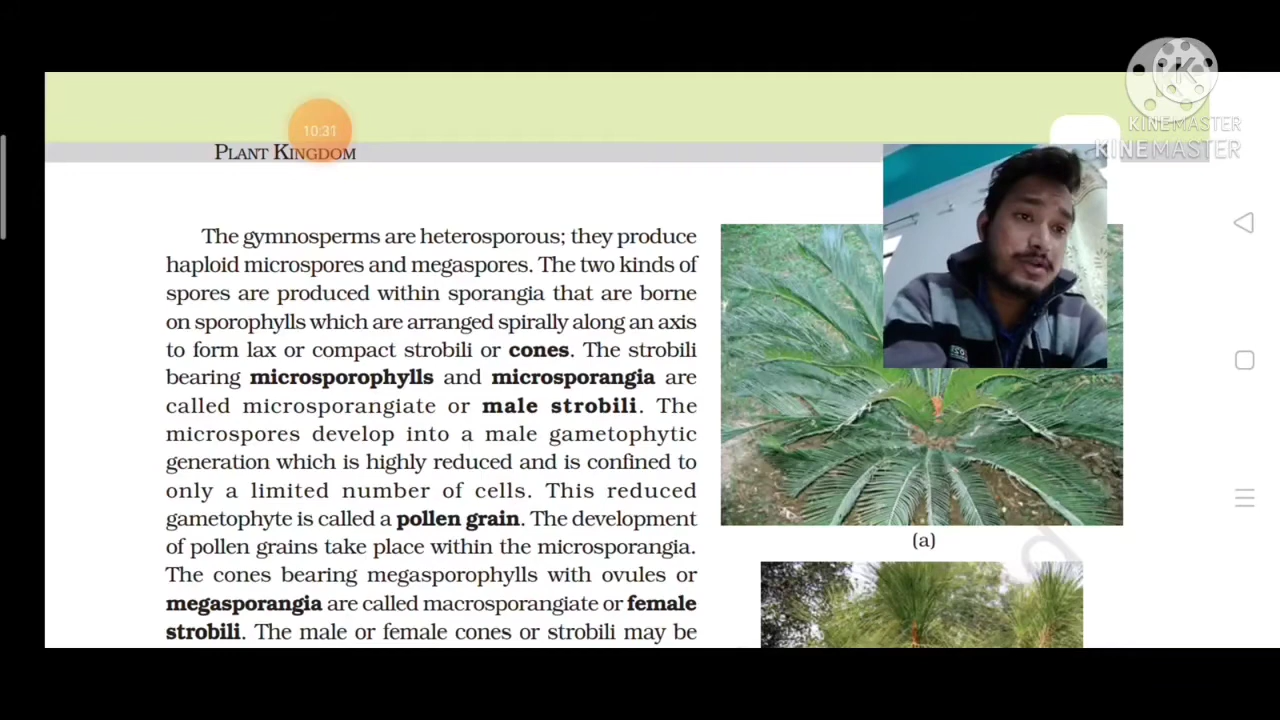 KINEMASTER
KINEMASTER
10:31
PLANT KINGDOM
The gymnosperms are heterosporous; they produce
haploid microspores and megaspores. The two kinds of
spores are produced within sporangia that are borne
on sporophylls which are arranged spirally along an axis
to form lax or compact strobili or cones. The strobili
bearing microsporophylls and microsporangia are
called microsporangiate or male strobili. The
microspores develop into a male gametophytic
generation which is highly reduced and is confined to
only a limited number of cells. This reduced
gametophyte is called a pollen grain. The development
of pollen grains take place within the microsporangia.
The cones bearing megasporophylls with ovules or
megasporangia are called macrosporangiate or female
strobili. The male or female cones or strobili may be
(a)